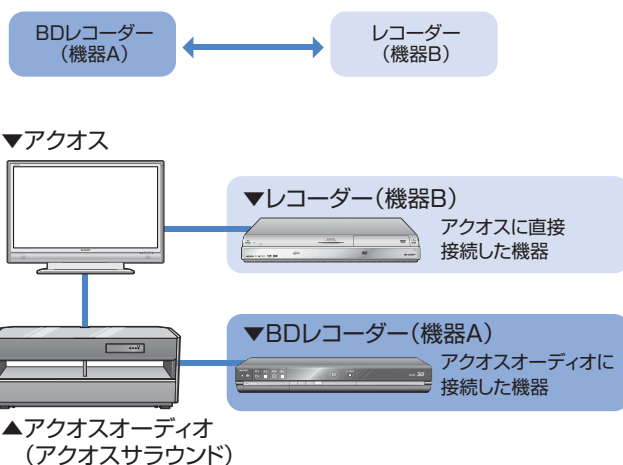 BDレコーダー
（機器A）
レコーダー
（機器B）
▼アクオス
▼レコーダー（機器B）
アクオスに直接
接続した機器
▼BDレコーダー（機器A）
アクオスオーディオに
接続した機器
▲アクオスオーディオ
（アクオスサラウンド）